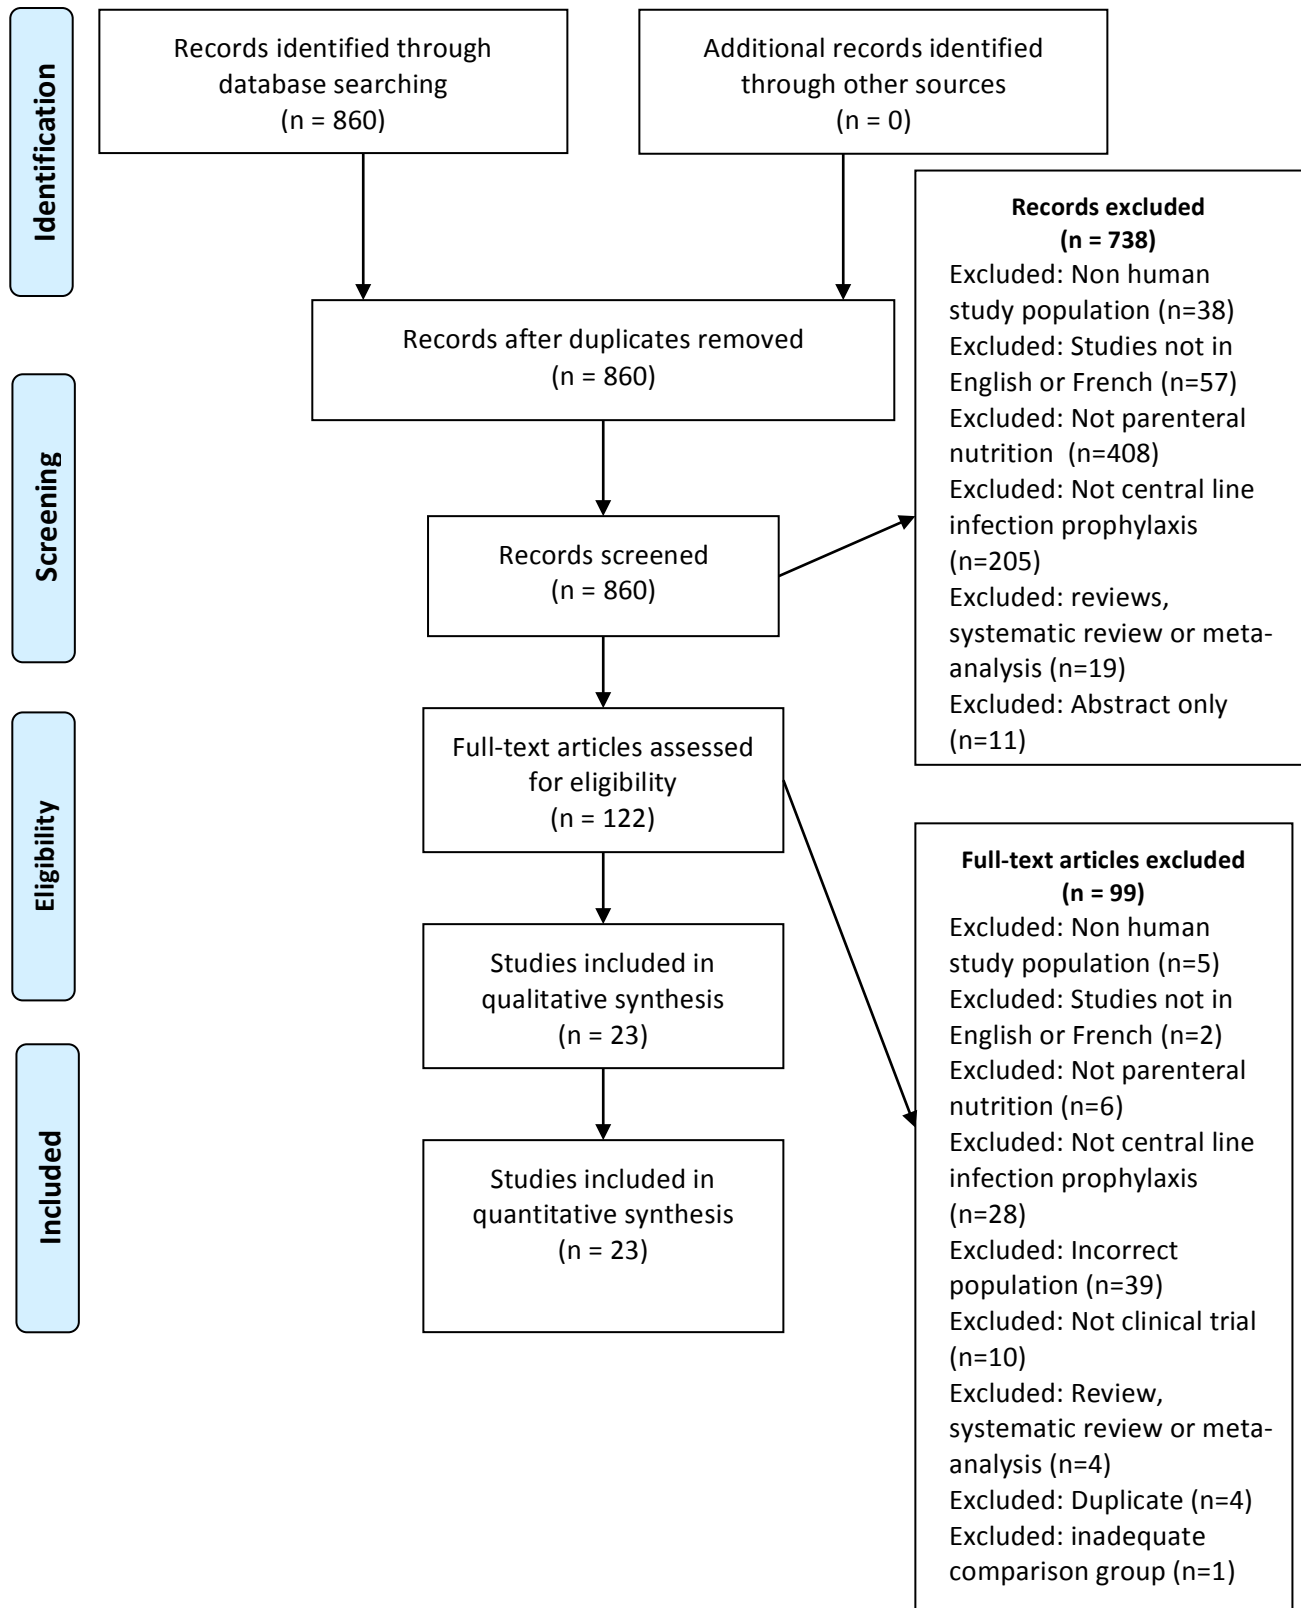 Identification
Records identified through
database searching
(n = 860)
Additional records identified
through other sources
(n = 0)
Records after duplicates removed
(n = 860)
Screening
Records screened
(n = 860)
Records excluded
(n = 738)
Excluded: Non human
study population (n=38)
Excluded: Studies not in
English or French (n=57)
Excluded: Not parenteral
nutrition (n=408)
Excluded: Not central line
infection prophylaxis
(n=205)
Excluded: reviews,
systematic review or meta-
analysis (n=19)
Excluded: Abstract only
(n=11)
Eligibility
Full-text articles assessed
for eligibility
(n = 122)
Full-text articles excluded
(n = 99)
Excluded: Non human
study population (n=5)
Excluded: Studies not in
English or French (n=2)
Excluded: Not parenteral
nutrition (n=6)
Excluded: Not central line
infection prophylaxis
(n=28)
Excluded: Incorrect
population (n=39)
Excluded: Not clinical trial
(n=10)
Excluded: Review,
systematic review or meta-
analysis (n=4)
Excluded: Duplicate (n=4)
Excluded: inadequate
comparison group (n=1)
Studies included in
qualitative synthesis
(n = 23)
Included
Studies included in
quantitative synthesis
(n = 23)